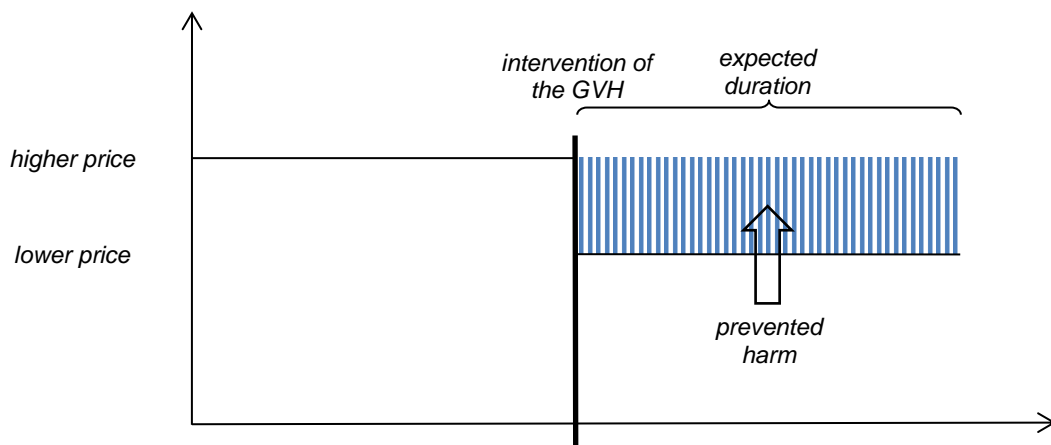 intervention of
the GVH
expected
duration
higher price
lower price
prevented
harm